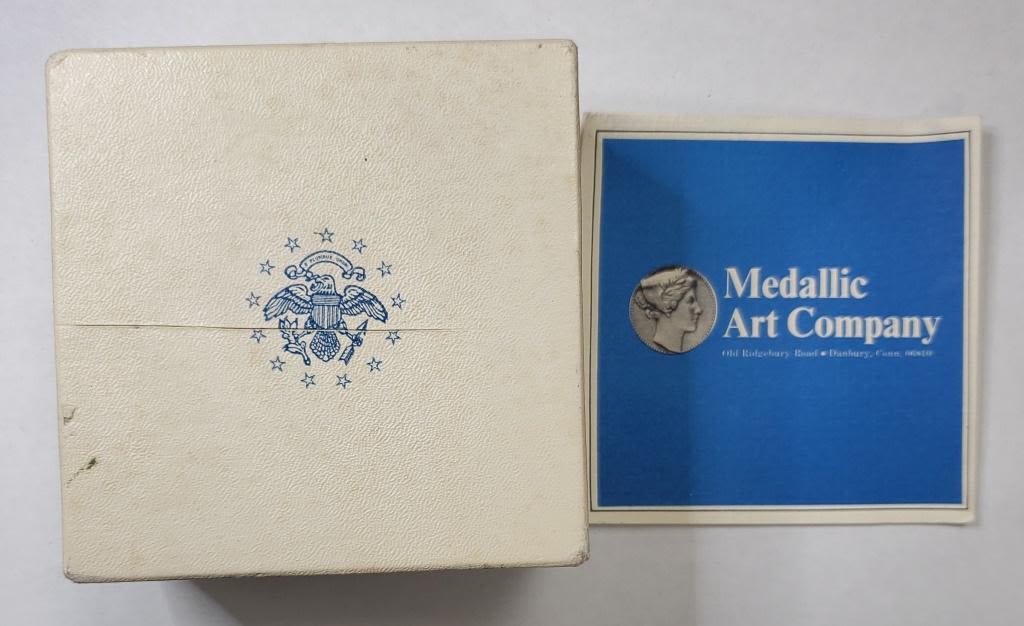 E PLURIBUS UNUM
Medallic
Art Company
Old Ridgebury Road • Danbury, Conn. 06810